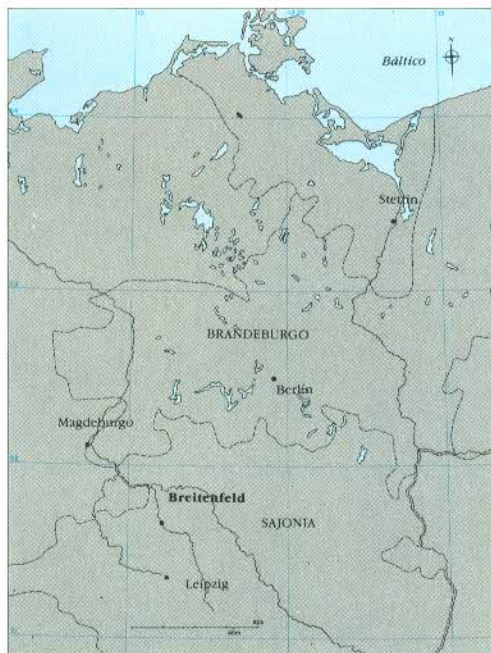 Báltico
N
Stettin
BRANDEBURGO
Berlín
Magdeburgo
Breitenfeld
SAJONIA
Leipzig